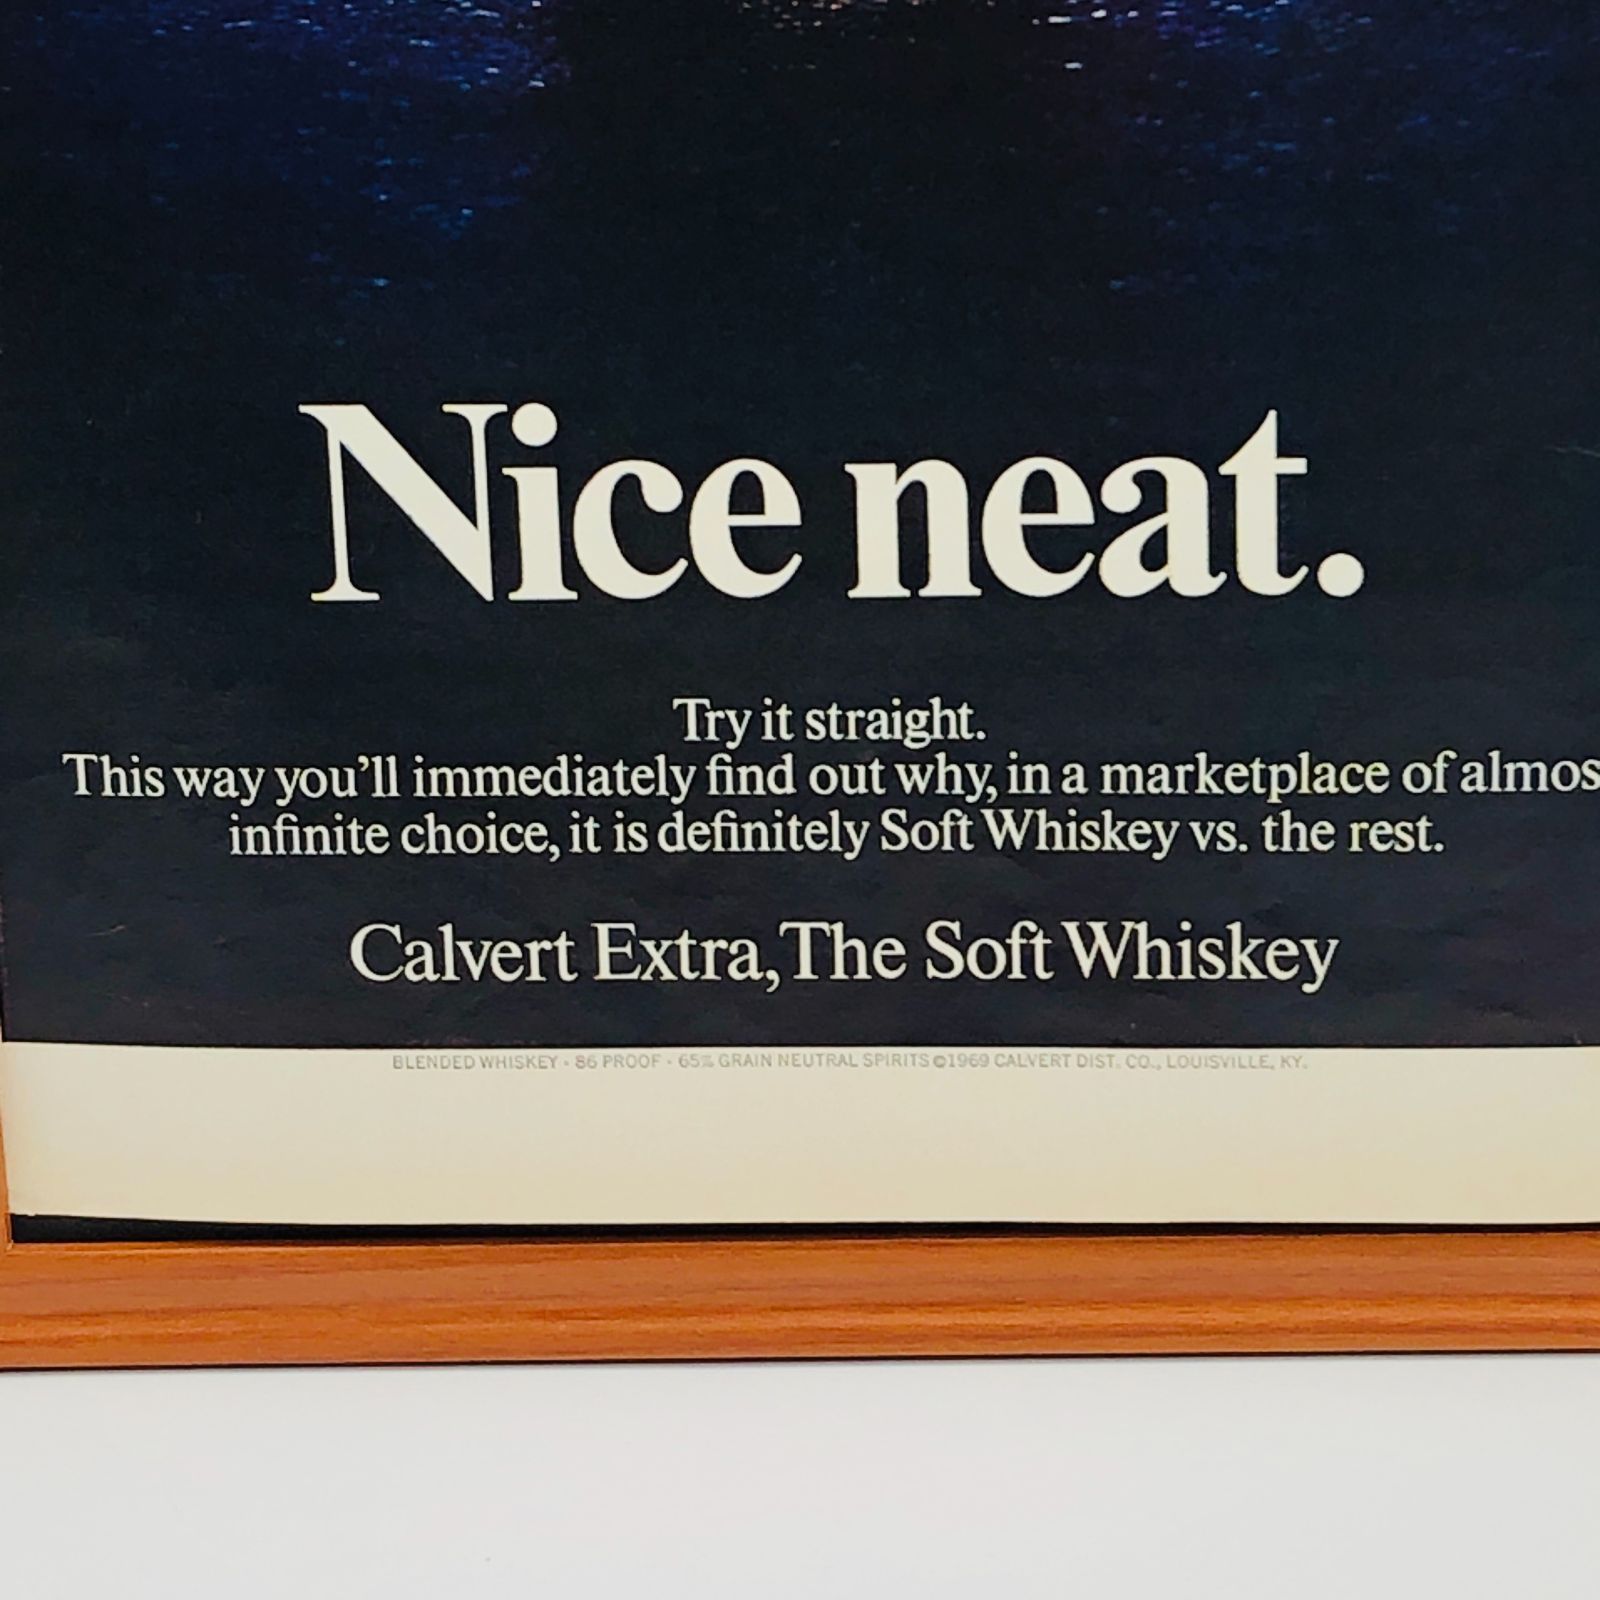 Nice neat.
Try it straight.
This way you'll immediately find out why, in a marketplace of almos
infinite choice, it is definitely Soft Whiskey vs. the rest.
Calvert Extra, The Soft Whiskey
BLENDED WHISKEY • 86 PROOF • 65% GRAIN NEUTRAL SPIRITS ©1969 CALVERT DIST. CO., LOUISVILLE, KY.